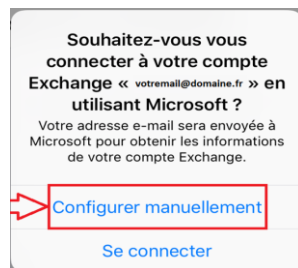 Souhaitez-vous vous
connecter à votre compte
Exchange « votremail@domaine.fr » en
utilisant Microsoft ?
Votre adresse e-mail sera envoyée à
Microsoft pour obtenir les informations
de votre compte Exchange.
Configurer manuellement
Se connecter